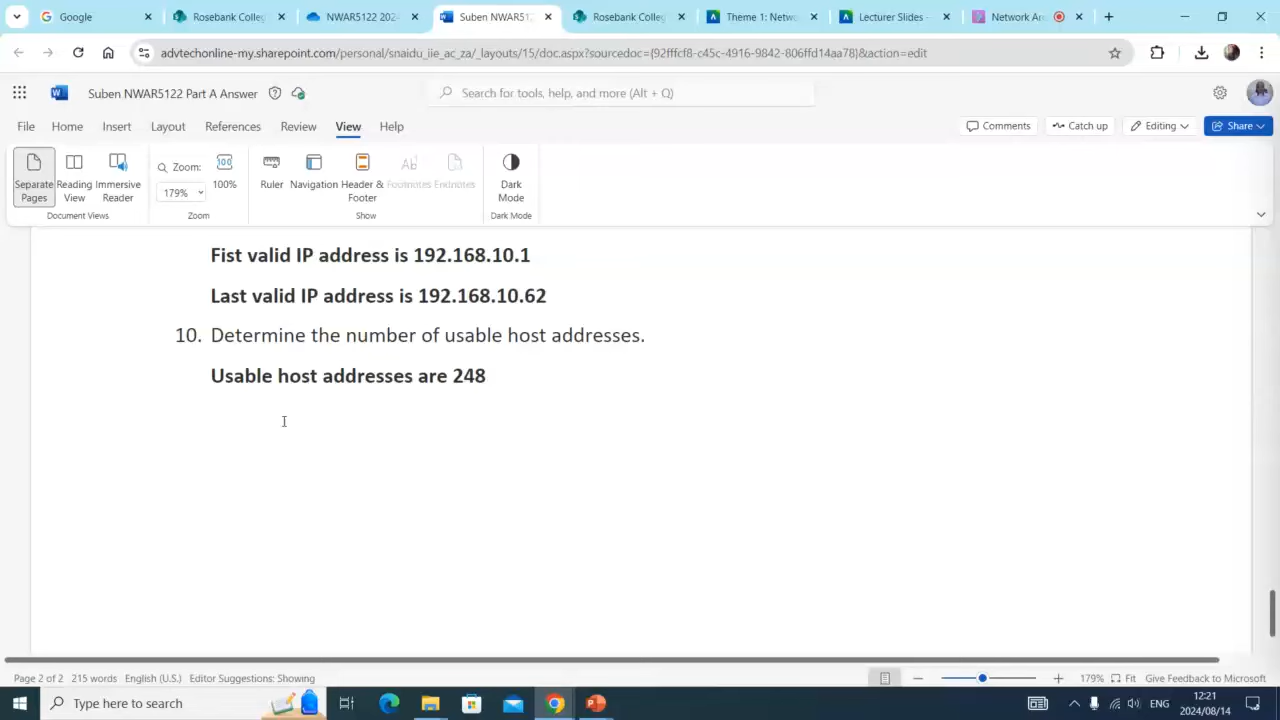 Google
Rosebank Colleg
NWAR5122 202
Suben NWR512
Rosebank Colleg
Theme 1: Netwo
Lecturer Slides -
Network Arc
advtechonline-my.sharepoint.com/personal/snaidu_iie_ac_za/_layouts/15/doc.aspx?sourcedoc={92fffcf8-c45c-4916-9842-806ffd14aa78}&action=edit
Suben NWAR5122 Part A Answer
Search for tools, help, and more (Alt + Q)
File Home Insert Layout References Review View Help
Comments Catch up Editing Share
Separate Pages
Reading View
Immersive Reader
Zoom:
179%
100%
Ruler
Navigation
Header & Footer
Footnotes
Endnotes
Dark Mode
Document Views
Zoom
Show
Dark Mode
Fist valid IP address is 192.168.10.1
Last valid IP address is 192.168.10.62
10. Determine the number of usable host addresses.
Usable host addresses are 248
Page 2 of 2 215 words English (U.S.) Editor Suggestions: Showing
179% Fit Give Feedback to Microsoft
Type here to search
ENG
12:21
2024/08/14